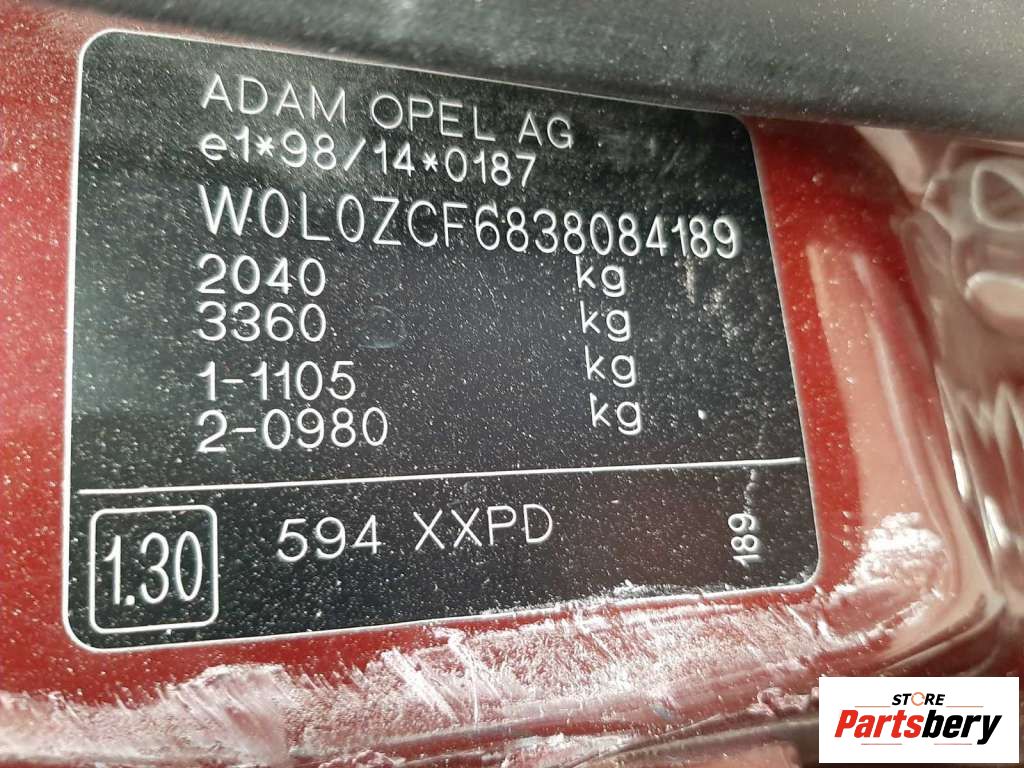 ADAM OPEL AG
e1*98/14*0187
W0L0ZCF6838084189
2040 kg
3360 kg
1-1105 kg
2-0980 kg
1.30 594 XXPD 189
STORE
Partsbery